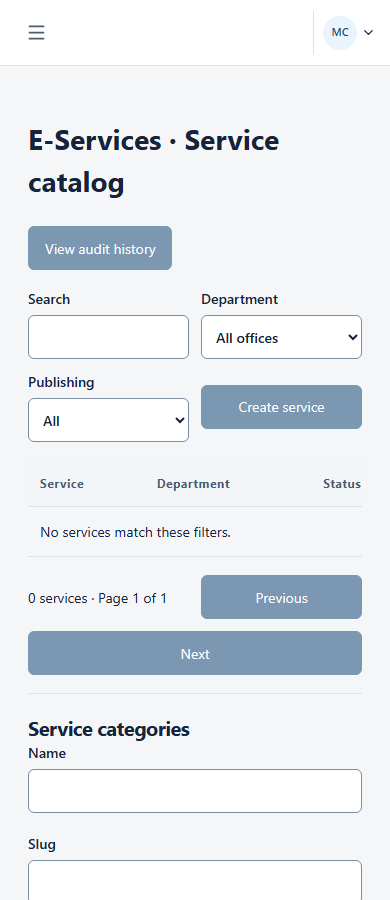 MC
E-Services · Service
catalog
View audit history
Search
Department
All offices
Publishing
All
Create service
Service Department Status
No services match these filters.
0 services · Page 1 of 1
Previous
Next
Service categories
Name
Slug